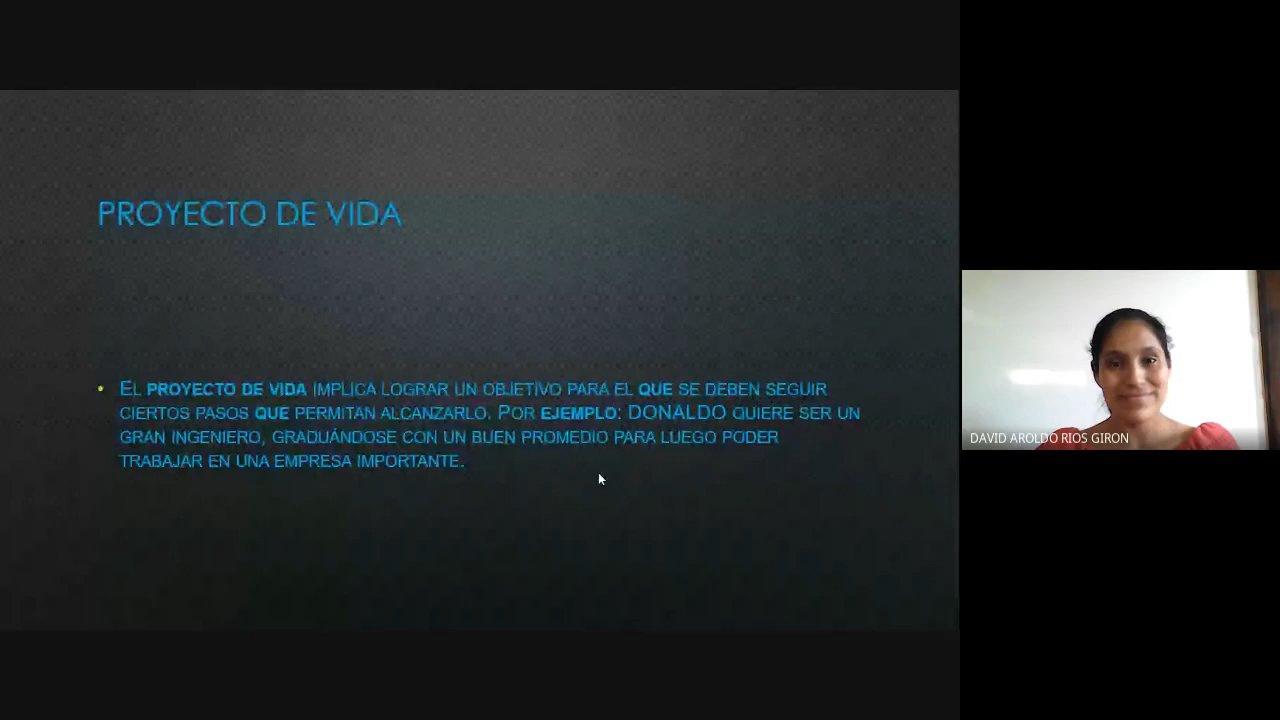 PROYECTO DE VIDA
• EL PROYECTO DE VIDA IMPLICA LOGRAR UN OBJETIVO PARA EL QUE SE DEBEN SEGUIR
CIERTOS PASOS QUE PERMITAN ALCANZARLO. POR EJEMPLO: DONALDO QUIERE SER UN
GRAN INGENIERO, GRADUÁNDOSE CON UN BUEN PROMEDIO PARA LUEGO PODER
TRABAJAR EN UNA EMPRESA IMPORTANTE.
DAVID AROLDO RIOS GIRON